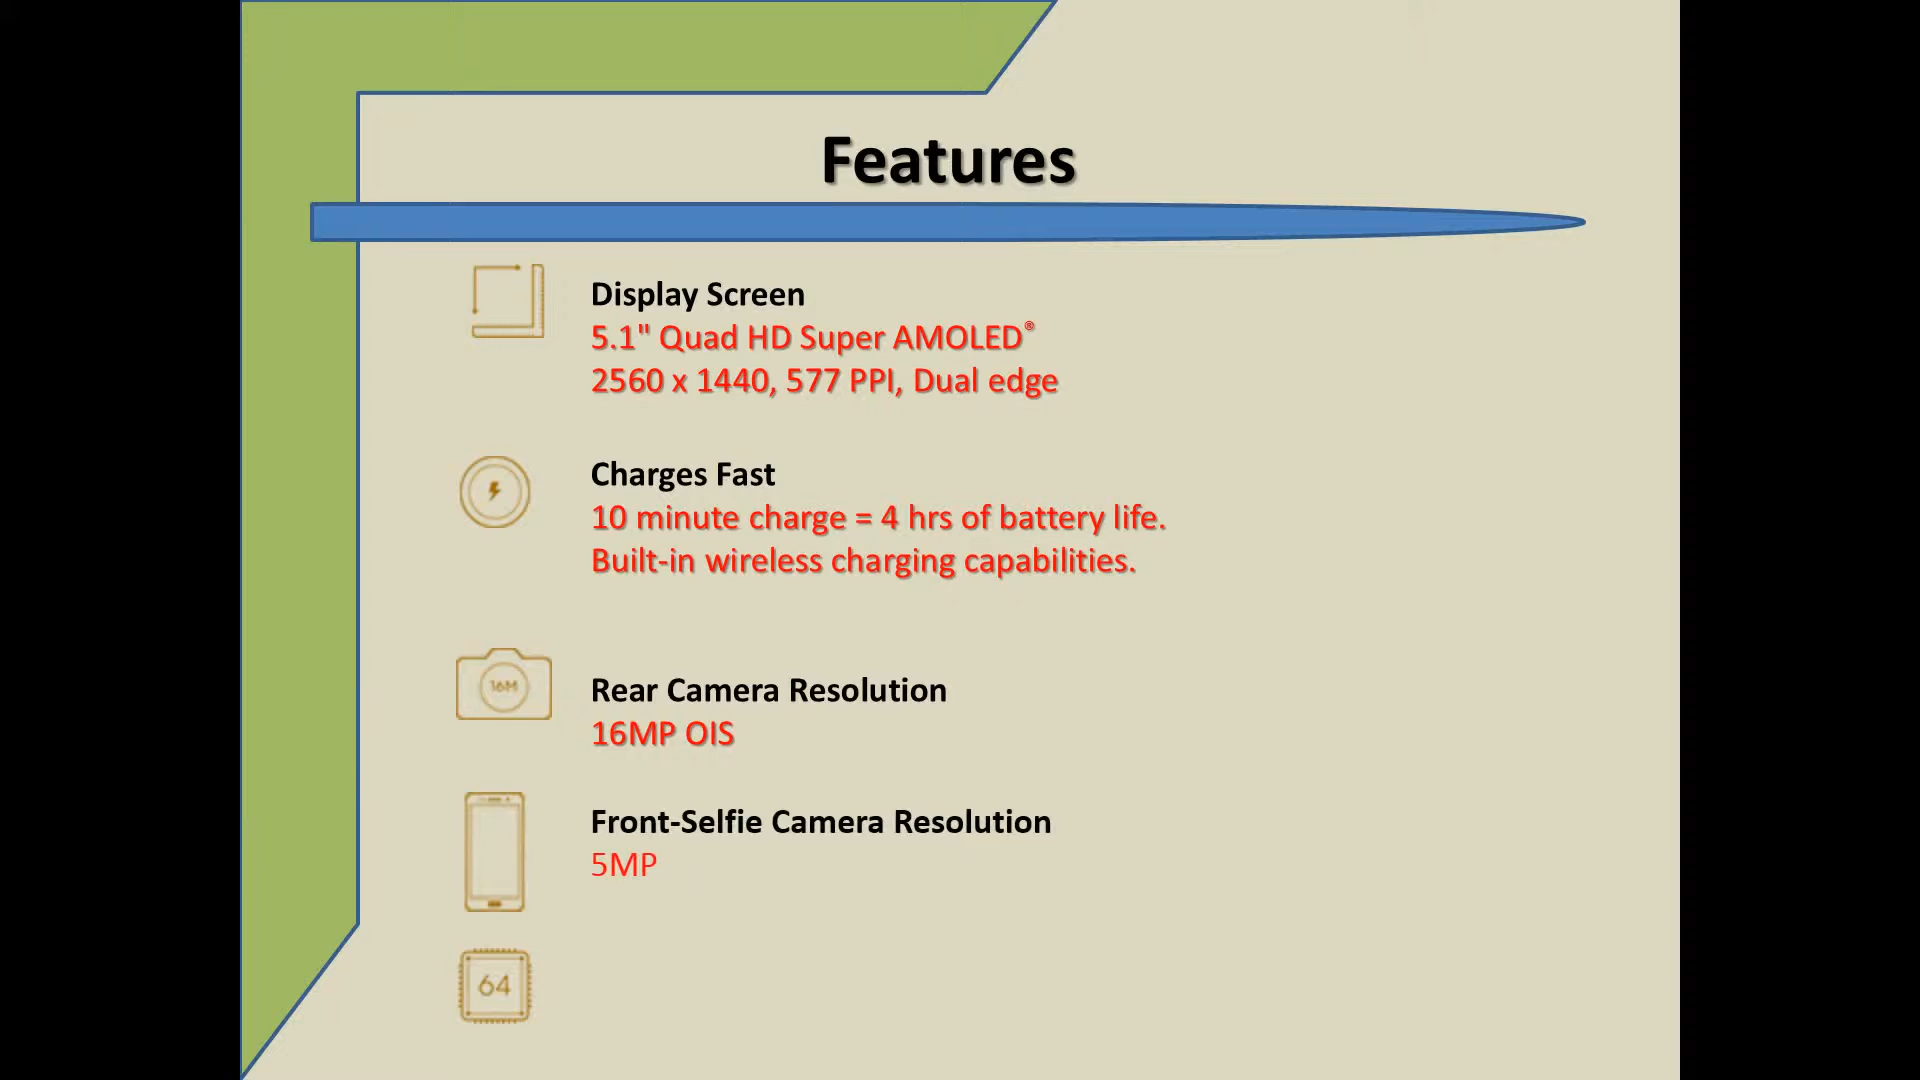 Features
Display Screen
5.1" Quad HD Super AMOLED®
2560 x 1440, 577 PPI, Dual edge
Charges Fast
10 minute charge = 4 hrs of battery life.
Built-in wireless charging capabilities.
16M
Rear Camera Resolution
16MP OIS
Front-Selfie Camera Resolution
5MP
64